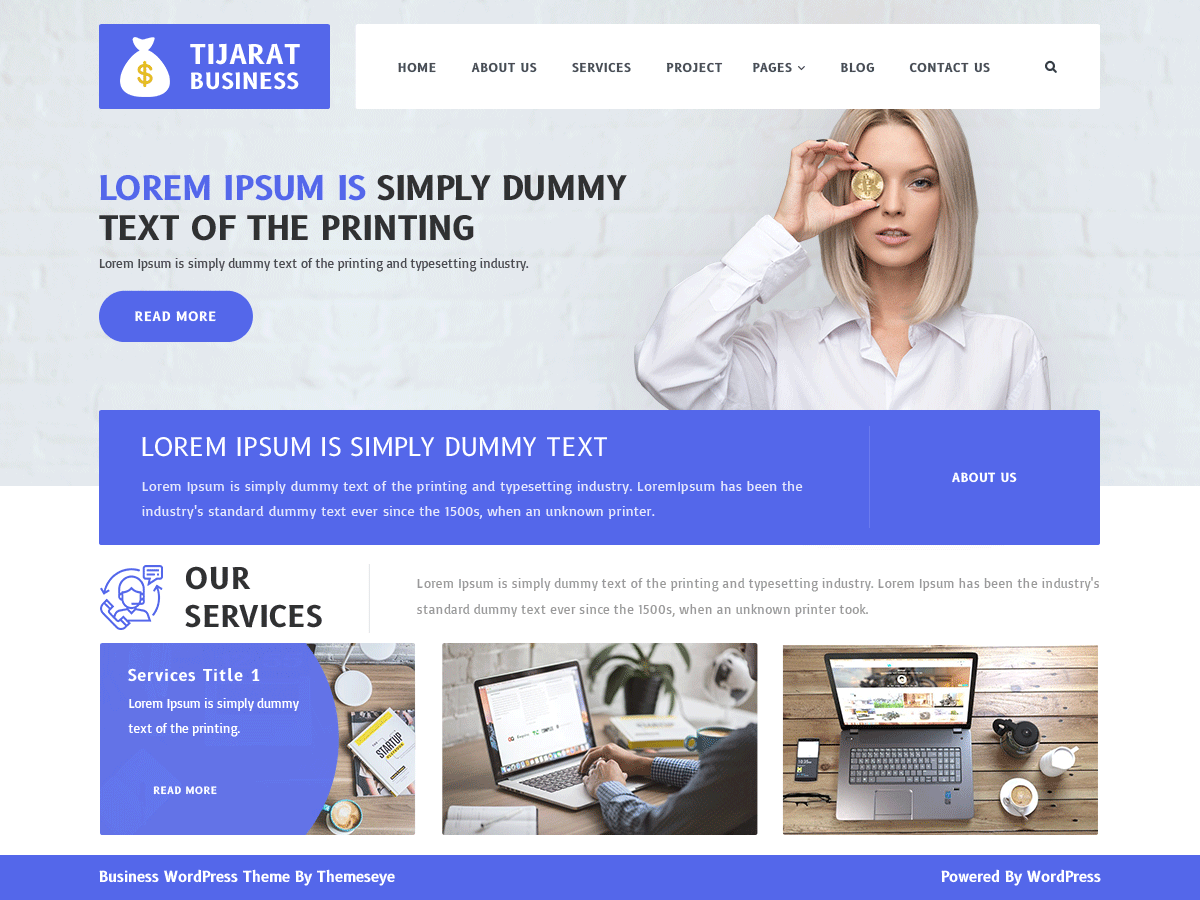 TIJARAT
BUSINESS
HOME ABOUT US SERVICES PROJECT PAGES BLOG CONTACT US
LOREM IPSUM IS SIMPLY DUMMY
TEXT OF THE PRINTING
Lorem Ipsum is simply dummy text of the printing and typesetting industry.
READ MORE
LOREM IPSUM IS SIMPLY DUMMY TEXT
Lorem Ipsum is simply dummy text of the printing and typesetting industry. LoremIpsum has been the
industry's standard dummy text ever since the 1500s, when an unknown printer.
ABOUT US
OUR
SERVICES
Lorem Ipsum is simply dummy text of the printing and typesetting industry. Lorem Ipsum has been the industry's
standard dummy text ever since the 1500s, when an unknown printer took.
Services Title 1
Lorem Ipsum is simply dummy
text of the printing.
READ MORE
STARTUP
Business WordPress Theme By Themeseye
Powered By WordPress